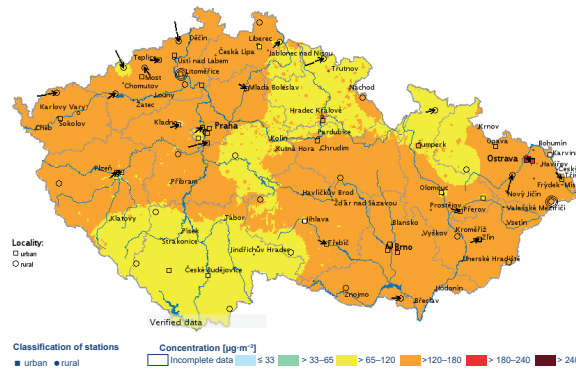 Děčín
Liberec
Česká Lípa
Jablonec nad Nisou
Teplice
Ústí nad Labem
Litoměřice
Most
Chomutov
Trutnov
Mladá Boleslav
Náchod
Karlovy Vary
Žatec
Louny
Sokolov
Cheb
Kladno
Praha
Hradec Králové
Pardubice
Kolín
Kutná Hora
Chrudim
Šumperk
Krnov
Opava
Bohumín
Karviná
Ostrava
Havířov
Český
Plzeň
Příbram
Havlíčkův Brod
Olomouc
Nový Jičín
Frýdek-Mís
Žďár nad Sázavou
Prostějov
Přerov
Valašské Meziříčí
Klatovy
Tábor
Jihlava
Blansko
Vsetín
Písek
Strakonice
Jindřichův Hradec
Třebíč
Brno
Vyškov
Kroměříž
Zlín
Uherské Hradiště
České Budějovice
Hodonín
Znojmo
Břeclav
Locality:
urban
rural
Verified data
Classification of stations
urban rural
Concentration [µg·m⁻³]
Incomplete data ≤ 33 > 33–65 > 65–120 >120–180 > 180–240 > 240